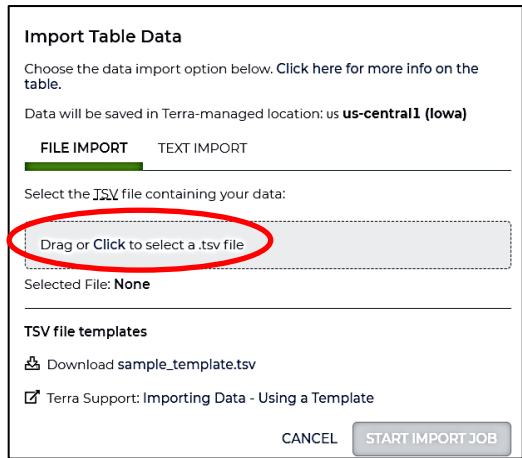 Import Table Data
Choose the data import option below. Click here for more info on the
table.
Data will be saved in Terra-managed location: us us-central1 (Iowa)
FILE IMPORT TEXT IMPORT
Select the TSV file containing your data:
Drag or Click to select a .tsv file
Selected File: None
TSV file templates
Download sample_template.tsv
Terra Support: Importing Data - Using a Template
CANCEL START IMPORT JOB